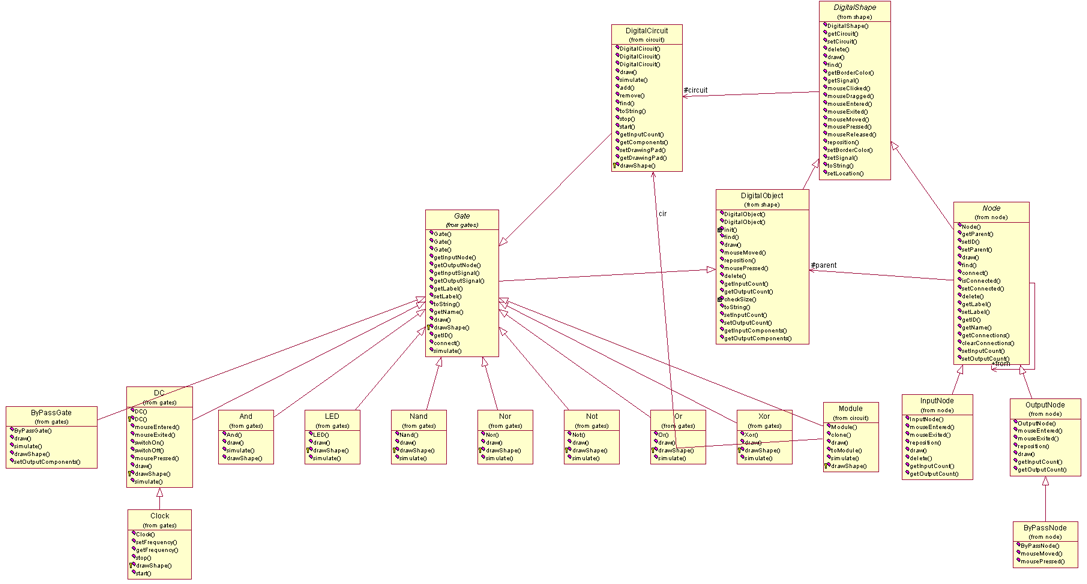 DigitalShape
(from shape)
DigitalShape()
getCircuit()
setCircuit()
delete()
draw()
find()
getBorderColor()
getSignal()
mouseClicked()
mouseDragged()
mouseEntered()
mouseExited()
mouseMoved()
mousePressed()
mouseReleased()
reposition()
setBorderColor()
setSignal()
toString()
setLocation()
DigitalCircuit
(from circuit)
DigitalCircuit()
DigitalCircuit()
DigitalCircuit()
draw()
simulate()
add()
remove()
find()
toString()
stop()
start()
getInputCount()
getComponents()
setDrawingPad()
getDrawingPad()
drawShape()
#circuit
cir
DigitalObject
(from shape)
DigitalObject()
DigitalObject()
init()
find()
draw()
mouseMoved()
reposition()
mousePressed()
delete()
getInputCount()
getOutputCount()
checkSize()
toString()
setInputCount()
setOutputCount()
getInputComponents()
getOutputComponents()
#parent
Node
(from node)
Node()
getParent()
setID()
setParent()
draw()
find()
connect()
isConnected()
setConnected()
delete()
getLabel()
setLabel()
getID()
getName()
getConnections()
clearConnections()
setInputCount()
setOutputCount()
+from
Gate
(from gates)
Gate()
Gate()
Gate()
getInputNode()
getOutputNode()
getInputSignal()
getOutputSignal()
getLabel()
setLabel()
toString()
getName()
draw()
drawShape()
getID()
connect()
simulate()
ByPassGate
(from gates)
ByPassGate()
draw()
simulate()
drawShape()
setOutputComponents()
DC
(from gates)
DC()
DC()
mouseEntered()
mouseExited()
switchOn()
switchOff()
mousePressed()
draw()
drawShape()
simulate()
And
(from gates)
And()
draw()
simulate()
drawShape()
LED
(from gates)
LED()
draw()
drawShape()
simulate()
Nand
(from gates)
Nand()
draw()
drawShape()
simulate()
Nor
(from gates)
Nor()
draw()
drawShape()
simulate()
Not
(from gates)
Not()
draw()
drawShape()
simulate()
Or
(from gates)
Or()
draw()
drawShape()
simulate()
Xor
(from gates)
Xor()
draw()
drawShape()
simulate()
Module
(from circuit)
Module()
clone()
draw()
toModule()
simulate()
drawShape()
InputNode
(from node)
InputNode()
mouseEntered()
mouseExited()
reposition()
draw()
delete()
getInputCount()
getOutputCount()
OutputNode
(from node)
OutputNode()
mouseEntered()
mouseExited()
reposition()
draw()
getInputCount()
getOutputCount()
Clock
(from gates)
Clock()
setFrequency()
getFrequency()
stop()
drawShape()
start()
ByPassNode
(from node)
ByPassNode()
mouseMoved()
mousePressed()